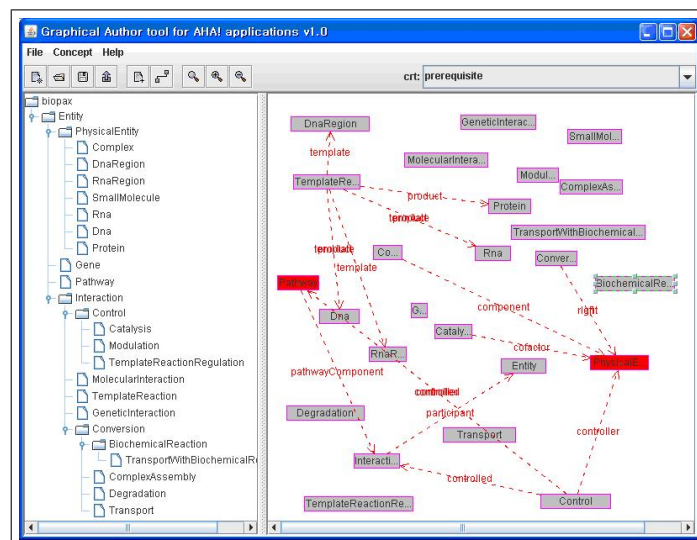 Graphical Author tool for AHA! applications v1.0
File Concept Help
crt: prerequisite
biopax
Entity
PhysicalEntity
Complex
DnaRegion
RnaRegion
SmallMolecule
Rna
Dna
Protein
Gene
Pathway
Interaction
Control
Catalysis
Modulation
TemplateReactionRegulation
MolecularInteraction
TemplateReaction
GeneticInteraction
Conversion
BiochemicalReaction
TransportWithBiochemicalRe
ComplexAssembly
Degradation
Transport
DnaRegion
GeneticInterac...
SmallMol...
template
MolecularIntera...
Modul...
TemplateRe...
ComplexAs...
product
Protein
template
TransportWithBiochemical...
template
Co...
Rna
Conver...
template
Pathway
BiochemicalRe...
component
right
Dna
G...
Cataly...
cofactor
RnaR...
Entity
PhysicalE...
pathwayComponent
controlled
Degradation'
participant
Transport
controller
Interacti...
controlled
TemplateReactionRe...
Control